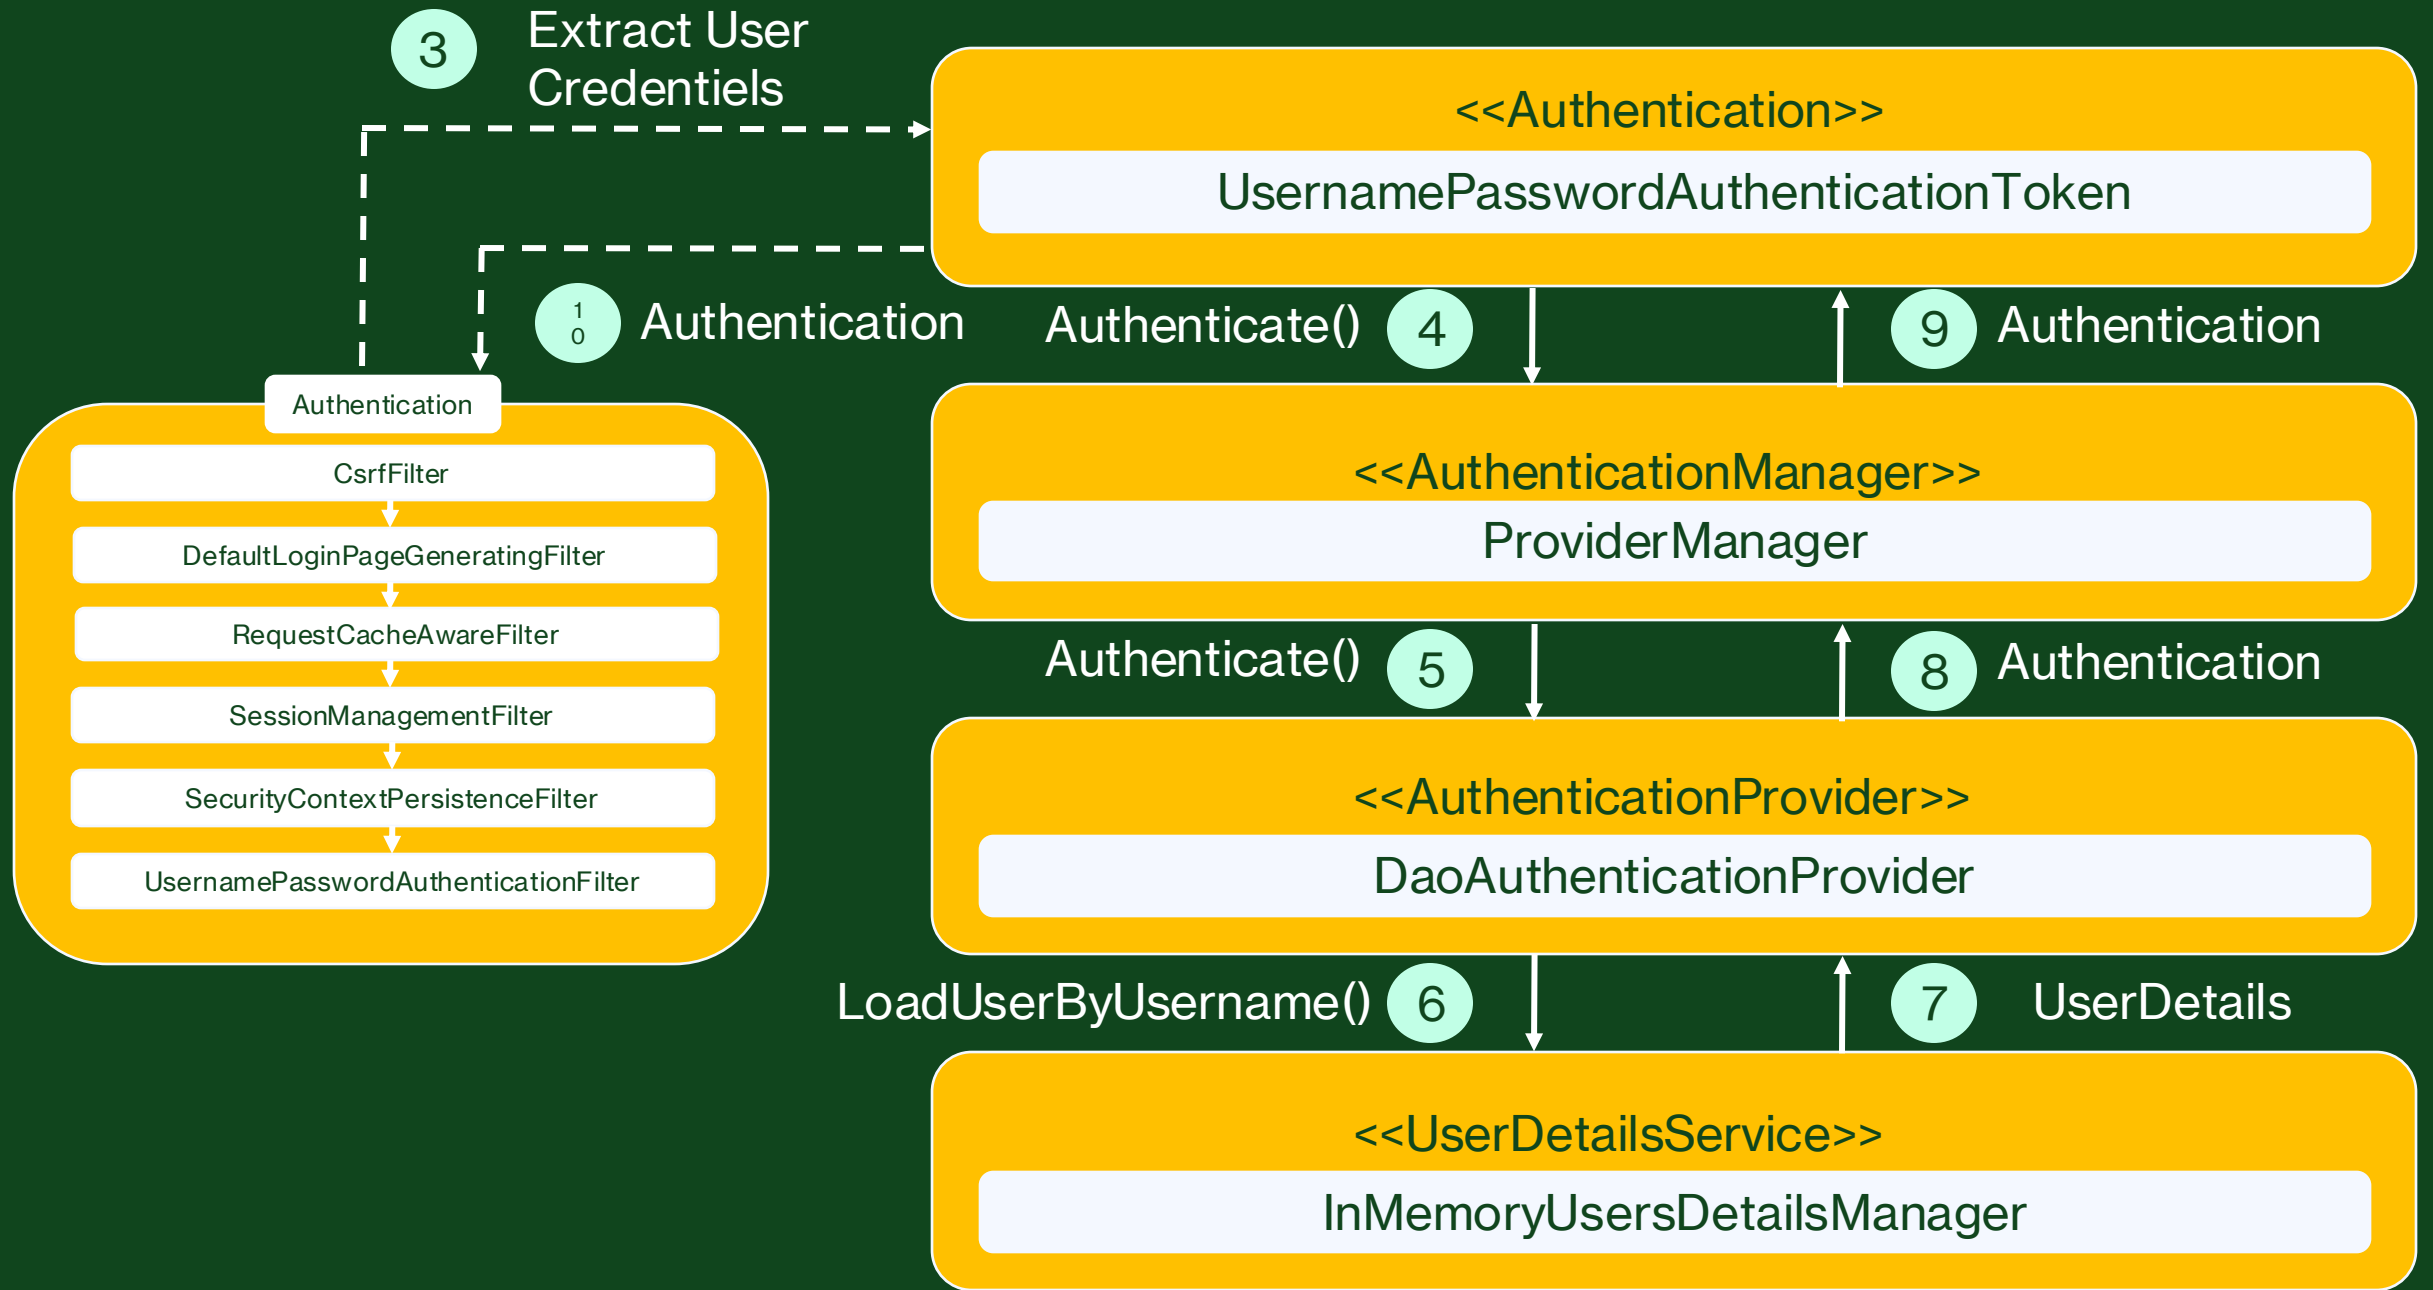 3
Extract User
Credentiels
<<Authentication>>
UsernamePasswordAuthenticationToken
1
0
Authentication
Authenticate()
4
9
Authentication
Authentication
CsrfFilter
DefaultLoginPageGeneratingFilter
RequestCacheAwareFilter
SessionManagementFilter
SecurityContextPersistenceFilter
UsernamePasswordAuthenticationFilter
<<AuthenticationManager>>
ProviderManager
Authenticate()
5
8
Authentication
<<AuthenticationProvider>>
DaoAuthenticationProvider
LoadUserByUsername()
6
7
UserDetails
<<UserDetailsService>>
InMemoryUsersDetailsManager